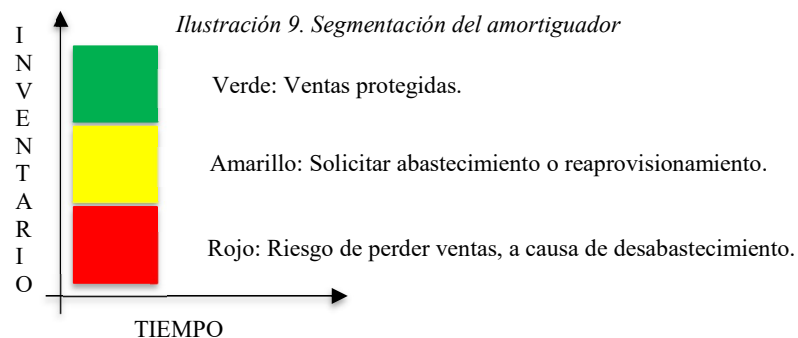 Ilustración 9. Segmentación del amortiguador
I
N
V
E
N
T
A
R
I
O
Verde: Ventas protegidas.
Amarillo: Solicitar abastecimiento o reaprovisionamiento.
Rojo: Riesgo de perder ventas, a causa de desabastecimiento.
TIEMPO